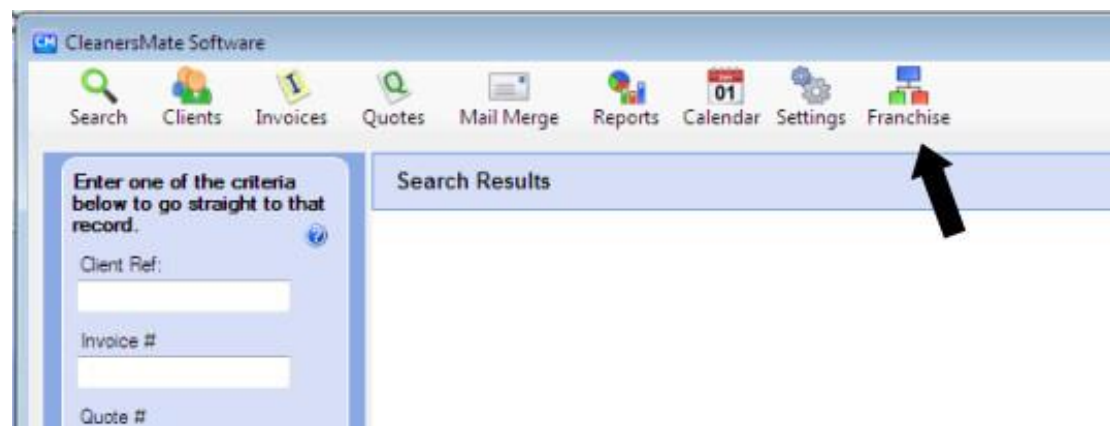 CM CleanersMate Software
Search Clients Invoices Quotes Mail Merge Reports Calendar Settings Franchise
I
Q
01
Enter one of the criteria
below to go straight to that
record.
?
Client Ref:
Invoice #
Quote #
Search Results